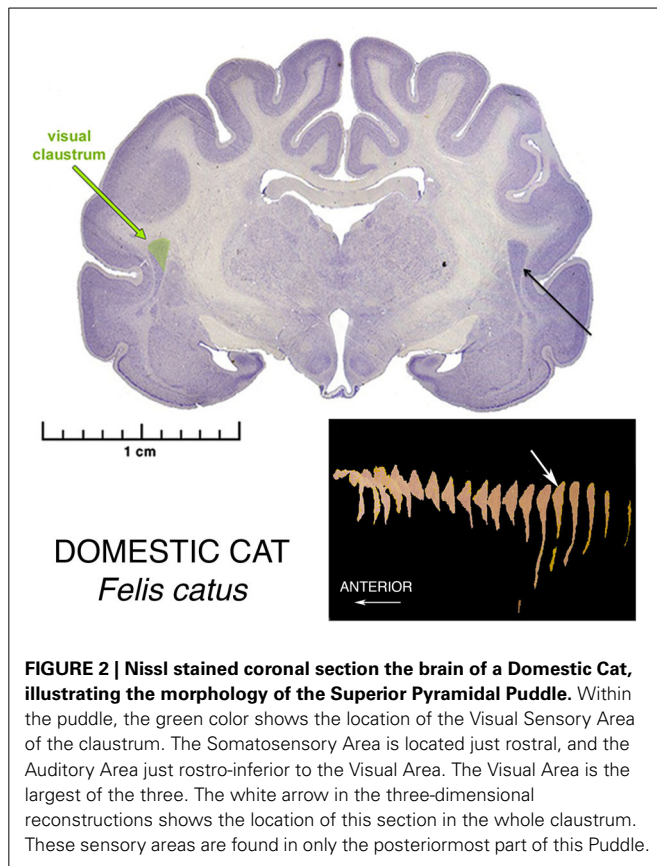 visual
claustrum
1 cm
DOMESTIC CAT
Felis catus
ANTERIOR
FIGURE 2 | Nissl stained coronal section the brain of a Domestic Cat,
illustrating the morphology of the Superior Pyramidal Puddle. Within
the puddle, the green color shows the location of the Visual Sensory Area
of the claustrum. The Somatosensory Area is located just rostral, and the
Auditory Area just rostro-inferior to the Visual Area. The Visual Area is the
largest of the three. The white arrow in the three-dimensional
reconstructions shows the location of this section in the whole claustrum.
These sensory areas are found in only the posteriormost part of this Puddle.